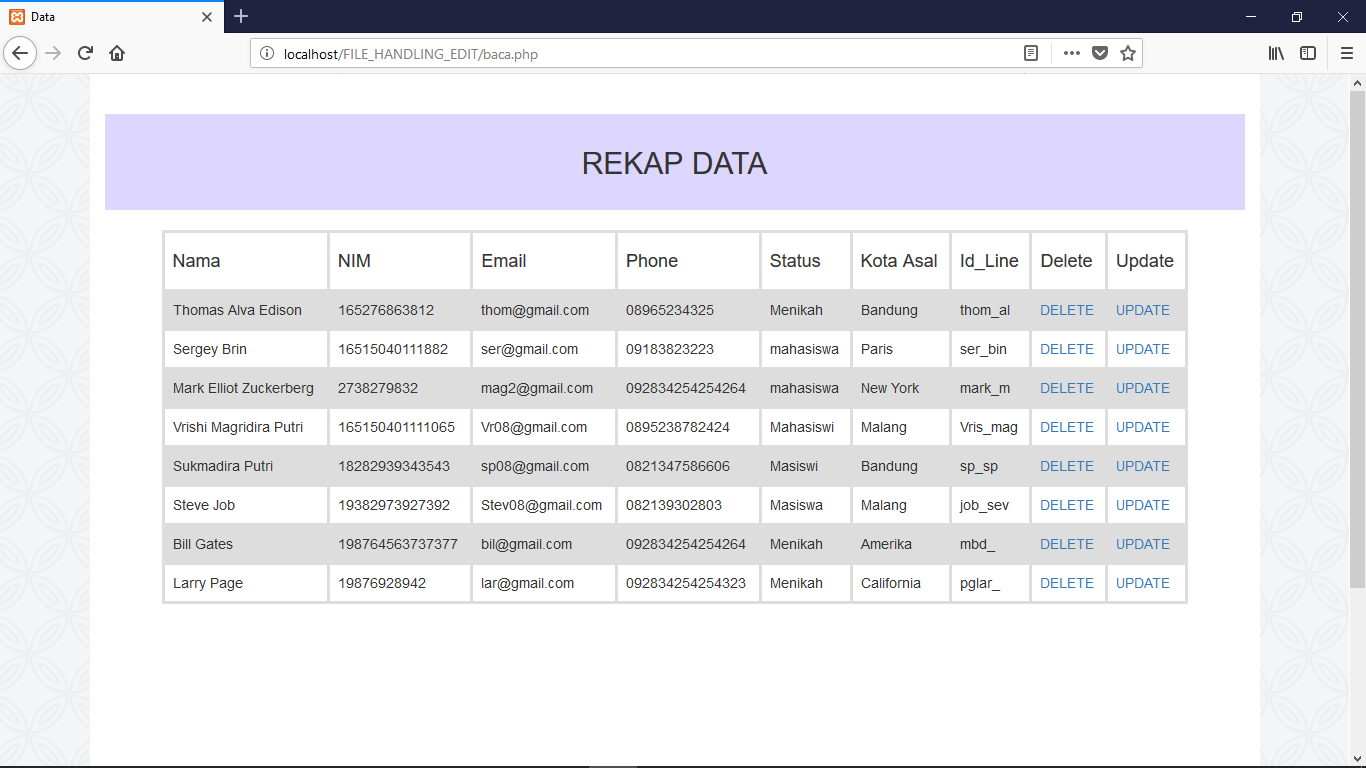 Data
localhost/FILE_HANDLING_EDIT/baca.php
REKAP DATA
Nama NIM Email Phone Status Kota Asal Id_Line Delete Update
Thomas Alva Edison 165276863812 thom@gmail.com 08965234325 Menikah Bandung thom_al DELETE UPDATE
Sergey Brin 16515040111882 ser@gmail.com 09183823223 mahasiswa Paris ser_bin DELETE UPDATE
Mark Elliot Zuckerberg 2738279832 mag2@gmail.com 092834254254264 mahasiswa New York mark_m DELETE UPDATE
Vrishi Magridira Putri 165150401111065 Vr08@gmail.com 0895238782424 Mahasiswi Malang Vris_mag DELETE UPDATE
Sukmadira Putri 18282939343543 sp08@gmail.com 0821347586606 Masiswi Bandung sp_sp DELETE UPDATE
Steve Job 19382973927392 Stev08@gmail.com 082139302803 Masiswa Malang job_sev DELETE UPDATE
Bill Gates 198764563737377 bil@gmail.com 092834254254264 Menikah Amerika mbd_ DELETE UPDATE
Larry Page 19876928942 lar@gmail.com 092834254254323 Menikah California pglar_ DELETE UPDATE